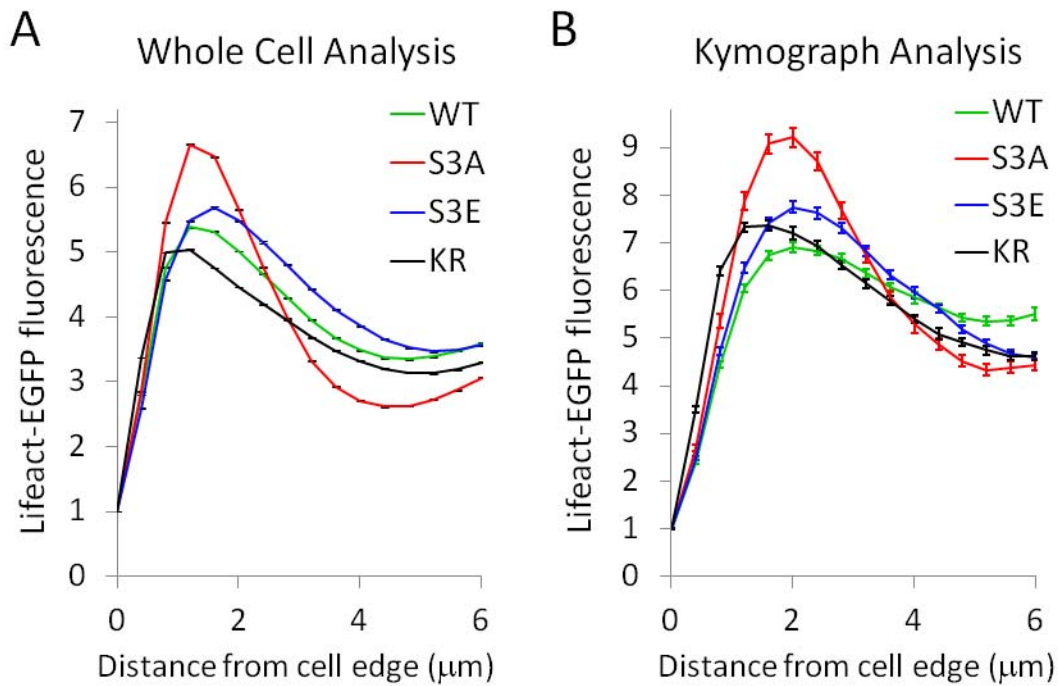 A
Whole Cell Analysis
WT
S3A
S3E
KR
Lifeact-EGFP fluorescence
7
6
5
4
3
2
1
0
0 2 4 6
Distance from cell edge (μm)
B
Kymograph Analysis
WT
S3A
S3E
KR
Lifeact-EGFP fluorescence
9
8
7
6
5
4
3
2
1
0
0 2 4 6
Distance from cell edge (μm)